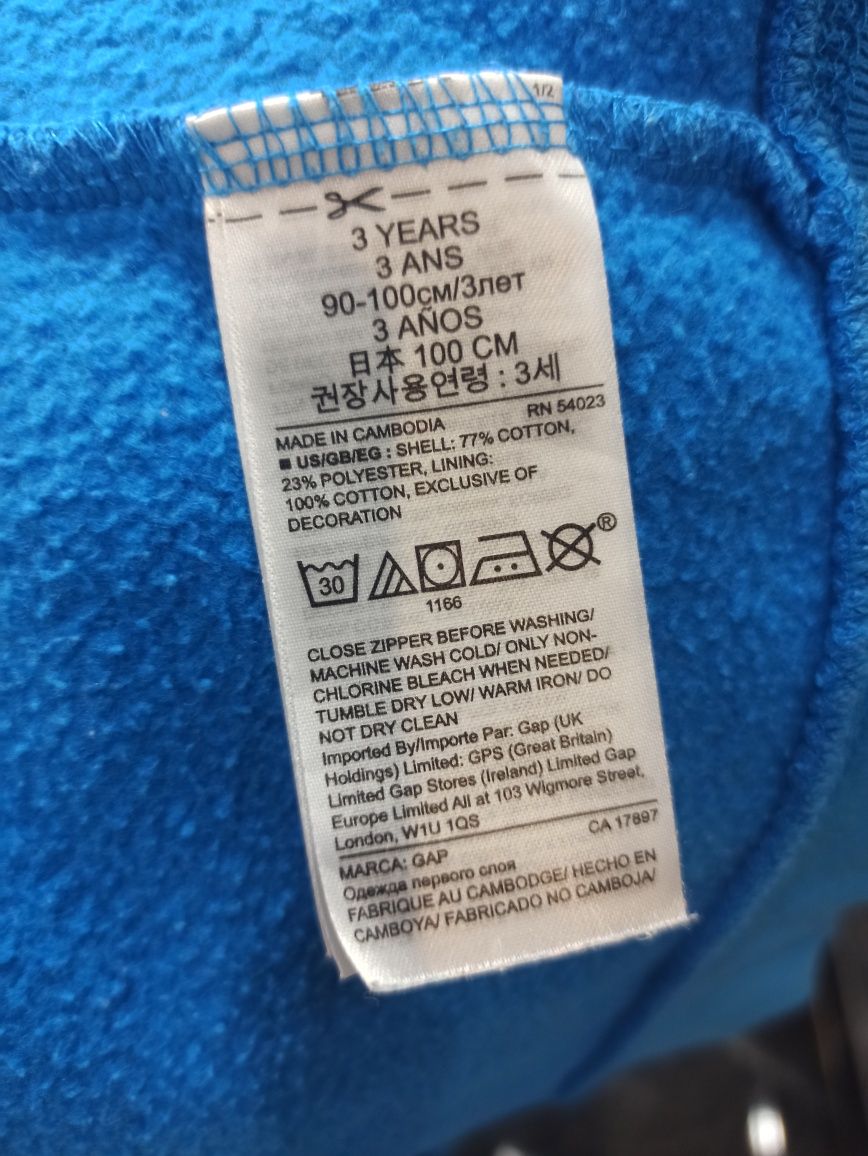 1/2
3 YEARS
3 ANS
90-100см/3лет
3 AÑOS
日本 100 CM
권장사용연령 : 3세
RN 54023
MADE IN CAMBODIA
■ US/GB/EG : SHELL: 77% COTTON,
23% POLYESTER, LINING:
100% COTTON, EXCLUSIVE OF
DECORATION
30
®
1166
CLOSE ZIPPER BEFORE WASHING/
MACHINE WASH COLD/ ONLY NON-
CHLORINE BLEACH WHEN NEEDED/
TUMBLE DRY LOW/ WARM IRON/ DO
NOT DRY CLEAN
Imported By/Importe Par: Gap (UK
Holdings) Limited: GPS (Great Britain)
Limited Gap Stores (Ireland) Limited Gap
Europe Limited All at 103 Wigmore Street,
London, W1U 1QS
CA 17897
MARCA: GAP
Одежда первого слоя
FABRIQUE AU CAMBODGE/ HECHO EN
CAMBOYA/ FABRICADO NO CAMBOJA/